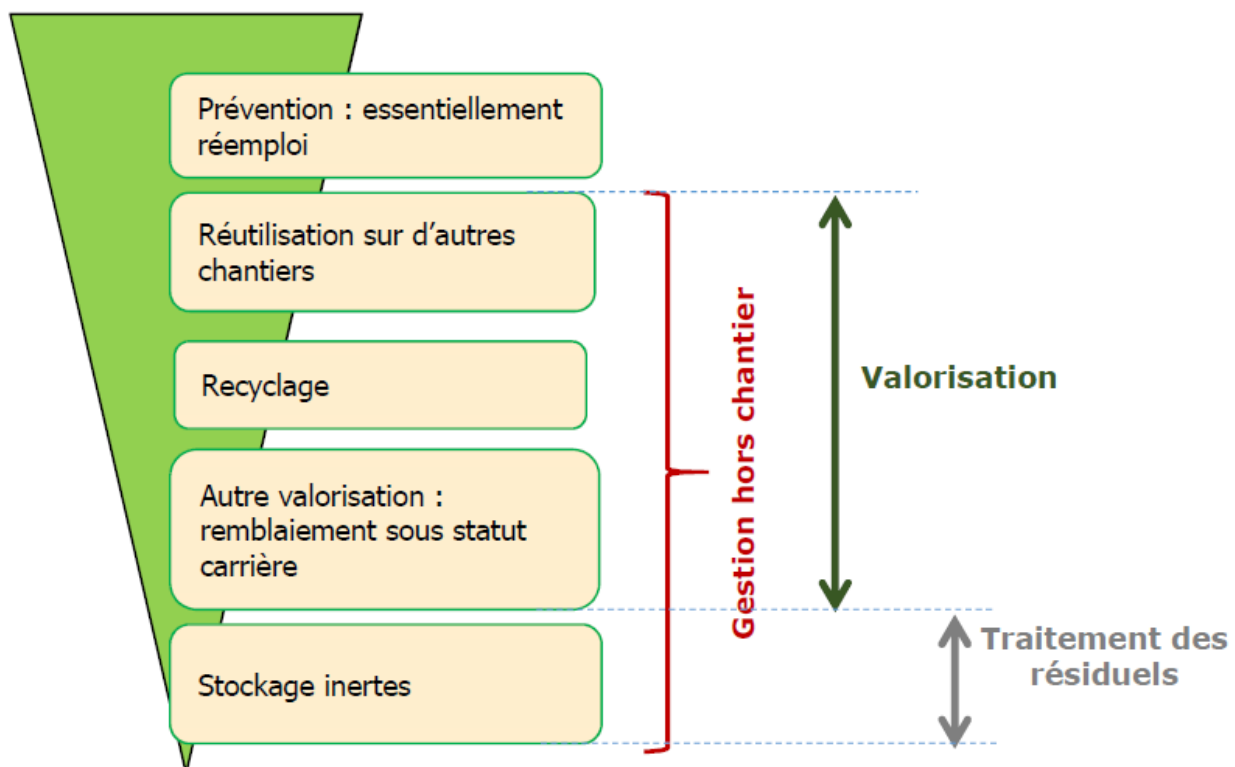 Prévention : essentiellement
réemploi
Réutilisation sur d'autres
chantiers
Recyclage
Autre valorisation :
remblaiement sous statut
carrière
Stockage inertes
Gestion hors chantier
Valorisation
Traitement des
résiduels